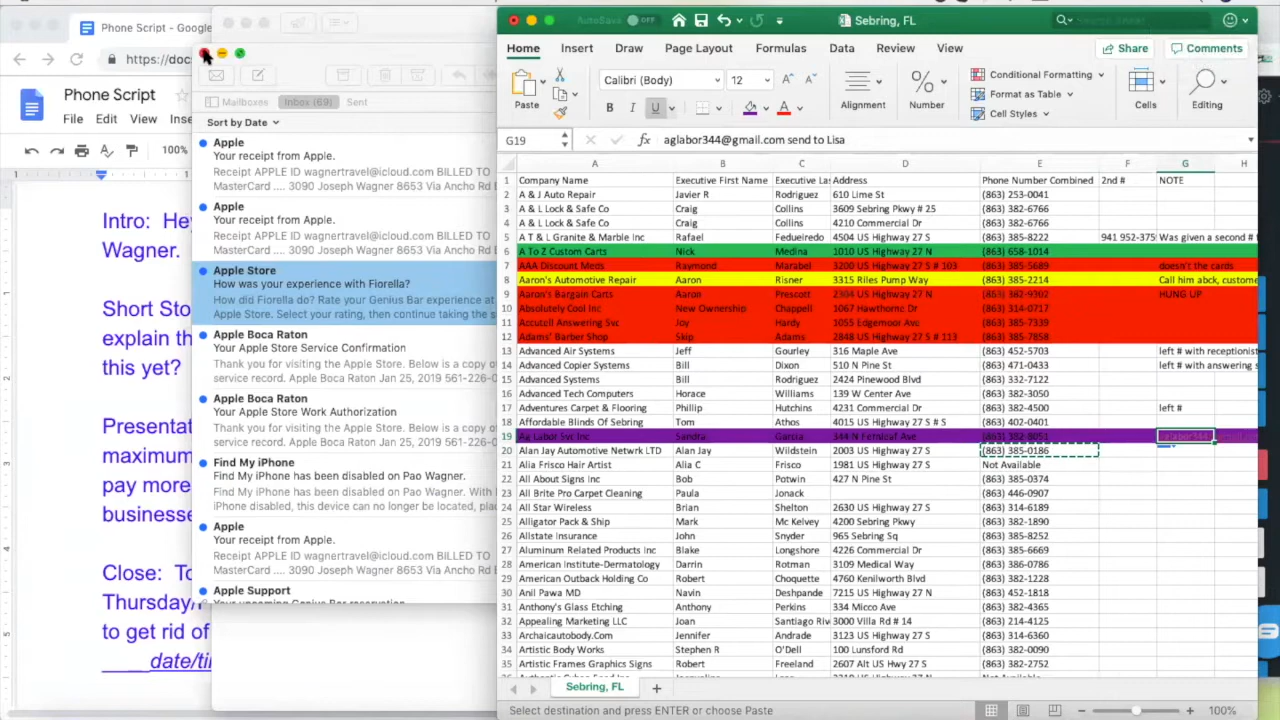 Phone Script - Google
https://docs
Phone Script
File Edit View Inse
100%
Intro: Hey
Wagner.
Short Sto
explain th
this yet?
Presentat
maximum
pay more
businesse
Close: To
Thursday/
to get rid of
date/tin
Mailboxes Inbox (69) Sent
Sort by Date
Apple
Your receipt from Apple.
Receipt APPLE ID wagnertravel@icloud.com BILLED TO
MasterCard .... 3090 Joseph Wagner 8653 Via Ancho Rd
Apple
Your receipt from Apple.
Receipt APPLE ID wagnertravel@icloud.com BILLED TO
MasterCard .... 3090 Joseph Wagner 8653 Via Ancho Rd
Apple Store
How was your experience with Fiorella?
How did Fiorella do? Rate your Genius Bar experience at
Apple Store. Select your rating, then continue taking the s
Apple Boca Raton
Your Apple Store Service Confirmation
Thank you for visiting the Apple Store. Below is a copy o
service record. Apple Boca Raton Jan 25, 2019 561-226-0
Apple Boca Raton
Your Apple Store Work Authorization
Thank you for visiting the Apple Store. Below is a copy of
service record. Apple Boca Raton Jan 25, 2019 561-226-0
Find My iPhone
Find My iPhone has been disabled on Pao Wagner.
Find My iPhone has been disabled on Pao Wagner. With
iPhone disabled, this device can no longer be located, pla
Apple
Your receipt from Apple.
Receipt APPLE ID wagnertravel@icloud.com BILLED TO
MasterCard .... 3090 Joseph Wagner 8653 Via Ancho Rd
Apple Support
Your upcoming Genius Bar reservation
AutoSave OFF Sebring, FL
Home Insert Draw Page Layout Formulas Data Review View Share Comments
Paste Calibri (Body) 12 A A
B I U A Alignment Number Conditional Formatting Format as Table Cell Styles Cells Editing
G19 fx aglabor344@gmail.com send to Lisa
A B C D E F G H
1 Company Name Executive First Name Executive La Address Phone Number Combined 2nd # NOTE
2 A & J Auto Repair Javier R Rodriguez 610 Lime St (863) 253-0041
3 A & L Lock & Safe Co Craig Collins 3609 Sebring Pkwy # 25 (863) 382-6766
4 A & L Lock & Safe Co Craig Collins 4210 Commercial Dr (863) 382-6766
5 A T & L Granite & Marble Inc Rafael Fedueiredo 4504 US Highway 27 S (863) 385-8222 941 952-375 Was given a second #
6 A To Z Custom Carts Nick Medina 1010 US Highway 27 N (863) 658-1014
7 AAA Discount Meds Raymond Marabel 3200 US Highway 27 S # 103 (863) 385-5689 doesn't the cards
8 Aaron's Automotive Repair Aaron Risner 3315 Riles Pump Way (863) 385-2214 Call him abck, custome
9 Aaron's Bargain Carts Aaron Prescott 2304 US Highway 27 N (863) 382-9302 HUNG UP
10 Absolutely Cool Inc New Ownership Chappell 1067 Hawthorne Dr (863) 314-0717
11 Accutell Answering Svc Joy Hardy 1055 Edgemoor Ave (863) 385-7339
12 Adams' Barber Shop Skip Adams 2848 US Highway 27 S # 113 (863) 385-7858
13 Advanced Air Systems Jeff Gourley 316 Maple Ave (863) 452-5703 left # with receptionist
14 Advanced Copier Systems Bill Dixon 510 N Pine St (863) 471-0433 left # with answering s
15 Advanced Systems Bill Rodriguez 2424 Pinewood Blvd (863) 332-7122
16 Advanced Tech Computers Horace Williams 139 W Center Ave (863) 382-3050
17 Adventures Carpet & Flooring Phillip Hutchins 4231 Commercial Dr (863) 382-4500 left #
18 Affordable Blinds Of Sebring Tom Athos 4015 US Highway 27 S # S (863) 402-0401
19 Ag Labor Svc Inc Sandra Garcia 344 N Fernleaf Ave (863) 382-8051
20 Alan Jay Automotive Netwrk LTD Alan Jay Wildstein 2003 US Highway 27 S (863) 385-0186
21 Alia Frisco Hair Artist Alia C Frisco 1981 US Highway 27 S Not Available
22 All About Signs Inc Bob Potwin 427 N Pine St (863) 385-0374
23 All Brite Pro Carpet Cleaning Paula Jonack (863) 446-0907
24 All Star Wireless Brian Shelton 2630 US Highway 27 S (863) 314-6189
25 Alligator Pack & Ship Mark Mc Kelvey 4200 Sebring Pkwy (863) 382-1890
26 Allstate Insurance John Snyder 965 Sebring Sq (863) 385-8252
27 Aluminum Related Products Inc Blake Longshore 4226 Commercial Dr (863) 385-6669
28 American Institute-Dermatology Darrin Rotman 3109 Medical Way (863) 386-0786
29 American Outback Holding Co Robert Choquette 4760 Kenilworth Blvd (863) 382-1228
30 Anil Pawa MD Navin Deshpande 7215 US Highway 27 N (863) 452-1818
31 Anthony's Glass Etching Anthony Perkins 334 Micco Ave (863) 382-4365
32 Appealing Marketing LLC Joan Santiago Riv 3000 Villa Rd # 14 (863) 214-4125
33 Archaicautobody.Com Jennifer Andrade 3123 US Highway 27 S (863) 314-6360
34 Artistic Body Works Stephen R O'Dell 100 Lunsford Rd (863) 382-0090
35 Artistic Frames Graphics Signs Robert Freeland 2607 Alt US Hwy 27 S (863) 382-2752
Sebring, FL
Select destination and press ENTER or choose Paste 100%